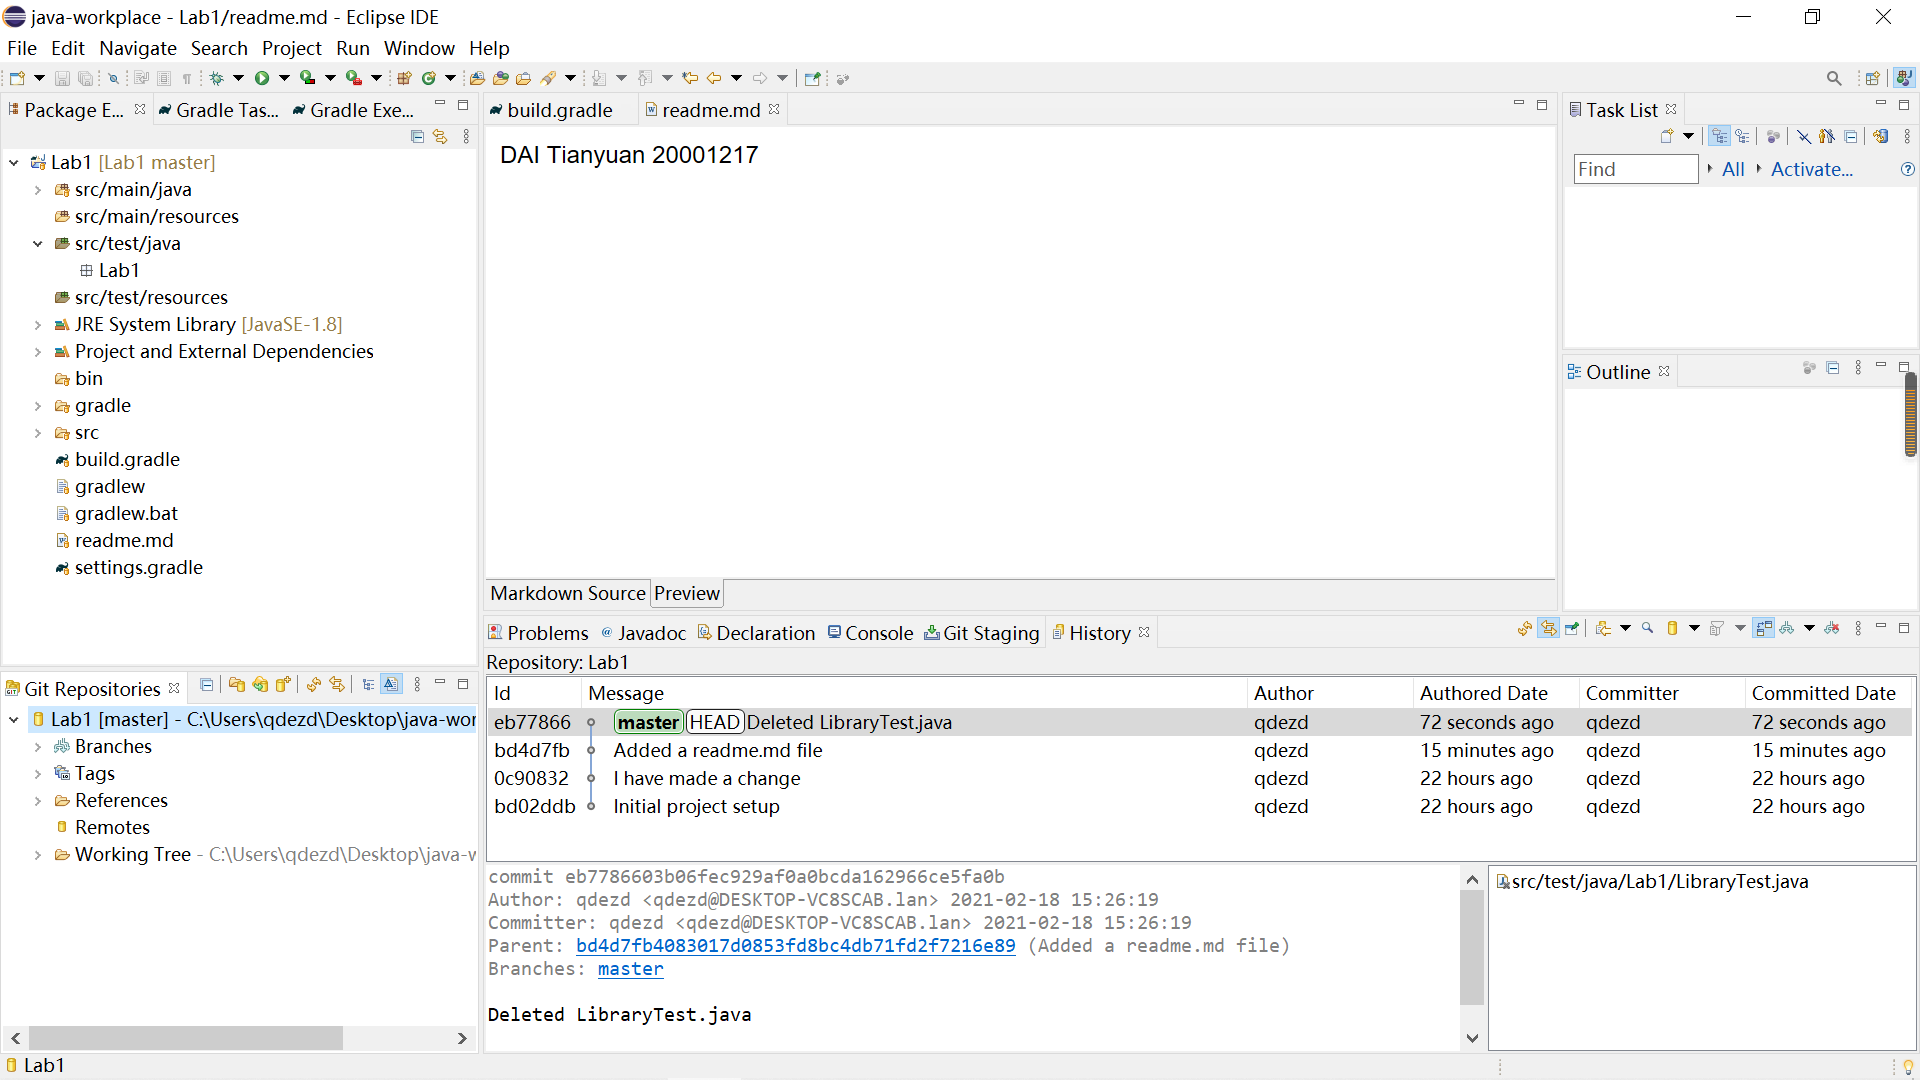 java-workplace - Lab1/readme.md - Eclipse IDE
File Edit Navigate Search Project Run Window Help
Package E...
Gradle Tas...
Gradle Exe...
Lab1 [Lab1 master]
src/main/java
src/main/resources
src/test/java
Lab1
src/test/resources
JRE System Library [JavaSE-1.8]
Project and External Dependencies
bin
gradle
src
build.gradle
gradlew
gradlew.bat
readme.md
settings.gradle
build.gradle
readme.md
DAI Tianyuan 20001217
Markdown Source
Preview
Task List
Find
All
Activate...
Outline
Git Repositories
Lab1 [master] - C:\Users\qdezd\Desktop\java-wor
Branches
Tags
References
Remotes
Working Tree - C:\Users\qdezd\Desktop\java-w
Problems
Javadoc
Declaration
Console
Git Staging
History
Repository: Lab1
Id Message Author Authored Date Committer Committed Date
eb77866 master HEAD Deleted LibraryTest.java qdezd 72 seconds ago qdezd 72 seconds ago
bd4d7fb Added a readme.md file qdezd 15 minutes ago qdezd 15 minutes ago
0c90832 I have made a change qdezd 22 hours ago qdezd 22 hours ago
bd02ddb Initial project setup qdezd 22 hours ago qdezd 22 hours ago
commit eb7786603b06fec929af0a0bcda162966ce5fa0b
Author: qdezd <qdezd@DESKTOP-VC8SCAB.lan> 2021-02-18 15:26:19
Committer: qdezd <qdezd@DESKTOP-VC8SCAB.lan> 2021-02-18 15:26:19
Parent: bd4d7fb4083017d0853fd8bc4db71fd2f7216e89 (Added a readme.md file)
Branches: master
Deleted LibraryTest.java
src/test/java/Lab1/LibraryTest.java
Lab1